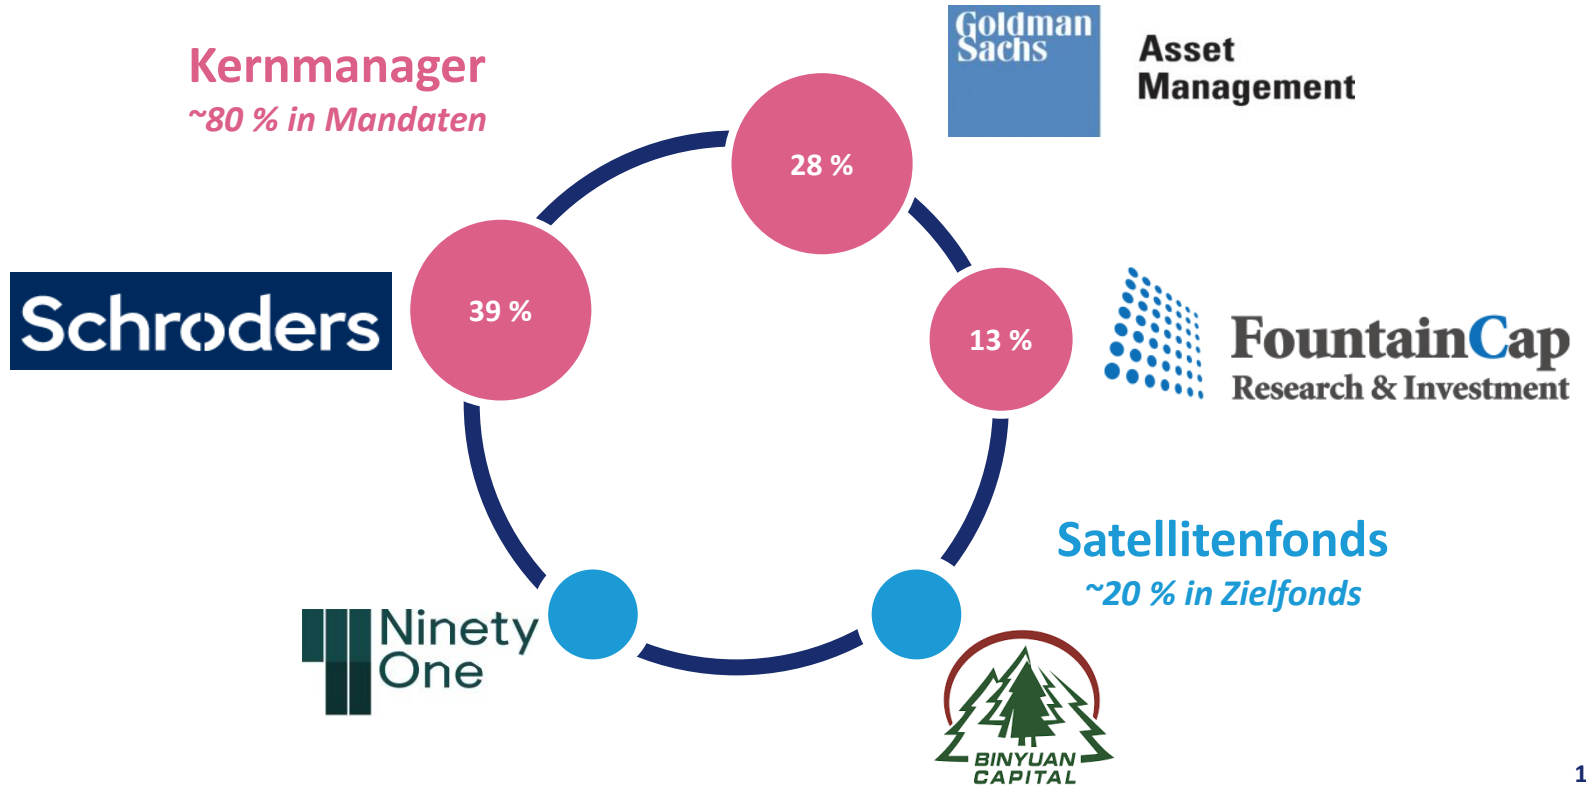 Kernmanager
~80 % in Mandaten
Goldman
Sachs
Asset
Management
28 %
Schroders
39 %
13 %
FountainCap
Research & Investment
Satellitenfonds
~20 % in Zielfonds
Ninety
One
BINYUAN
CAPITAL
1